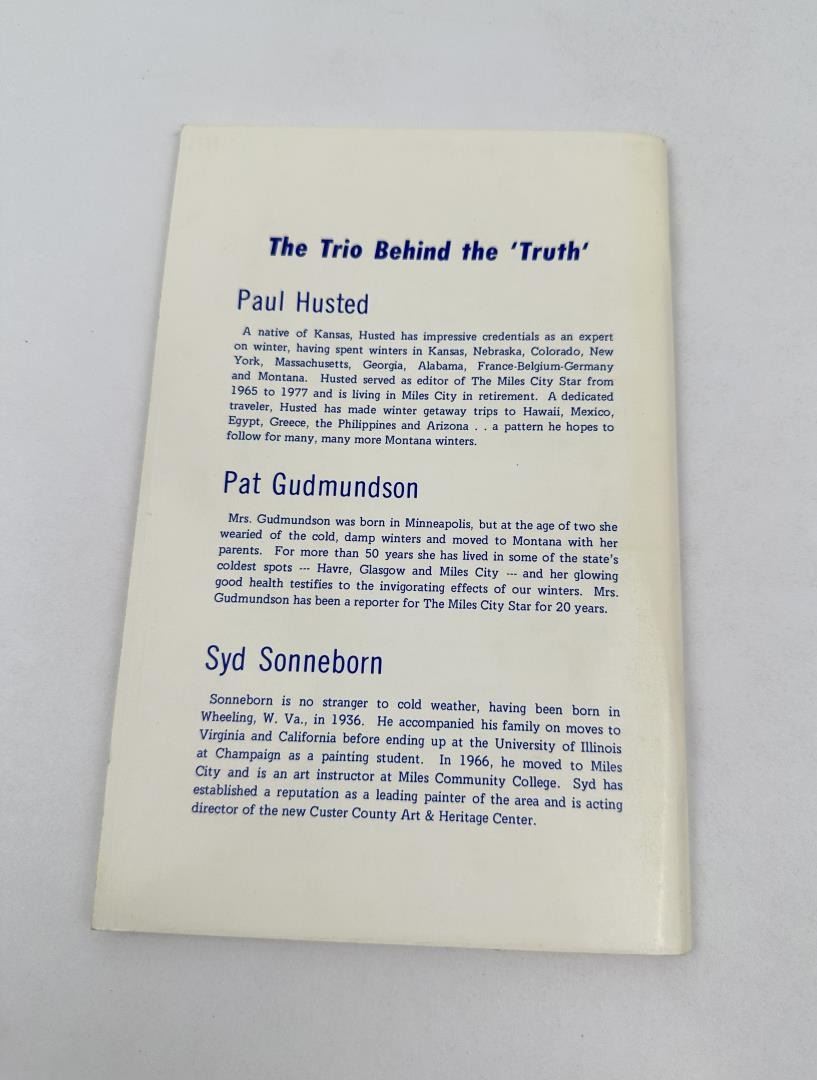 The Trio Behind the 'Truth'
Paul Husted
A native of Kansas, Husted has impressive credentials as an expert
on winter, having spent winters in Kansas, Nebraska, Colorado, New
York, Massachusetts, Georgia, Alabama, France-Belgium-Germany
and Montana. Husted served as editor of The Miles City Star from
1965 to 1977 and is living in Miles City in retirement. A dedicated
traveler, Husted has made winter getaway trips to Hawaii, Mexico,
Egypt, Greece, the Philippines and Arizona . . a pattern he hopes to
follow for many, many more Montana winters.
Pat Gudmundson
Mrs. Gudmundson was born in Minneapolis, but at the age of two she
wearied of the cold, damp winters and moved to Montana with her
parents. For more than 50 years she has lived in some of the state's
coldest spots --- Havre, Glasgow and Miles City --- and her glowing
good health testifies to the invigorating effects of our winters. Mrs.
Gudmundson has been a reporter for The Miles City Star for 20 years.
Syd Sonneborn
Sonneborn is no stranger to cold weather, having been born in
Wheeling, W. Va., in 1936. He accompanied his family on moves to
Virginia and California before ending up at the University of Illinois
at Champaign as a painting student. In 1966, he moved to Miles
City and is an art instructor at Miles Community College. Syd has
established a reputation as a leading painter of the area and is acting
director of the new Custer County Art & Heritage Center.